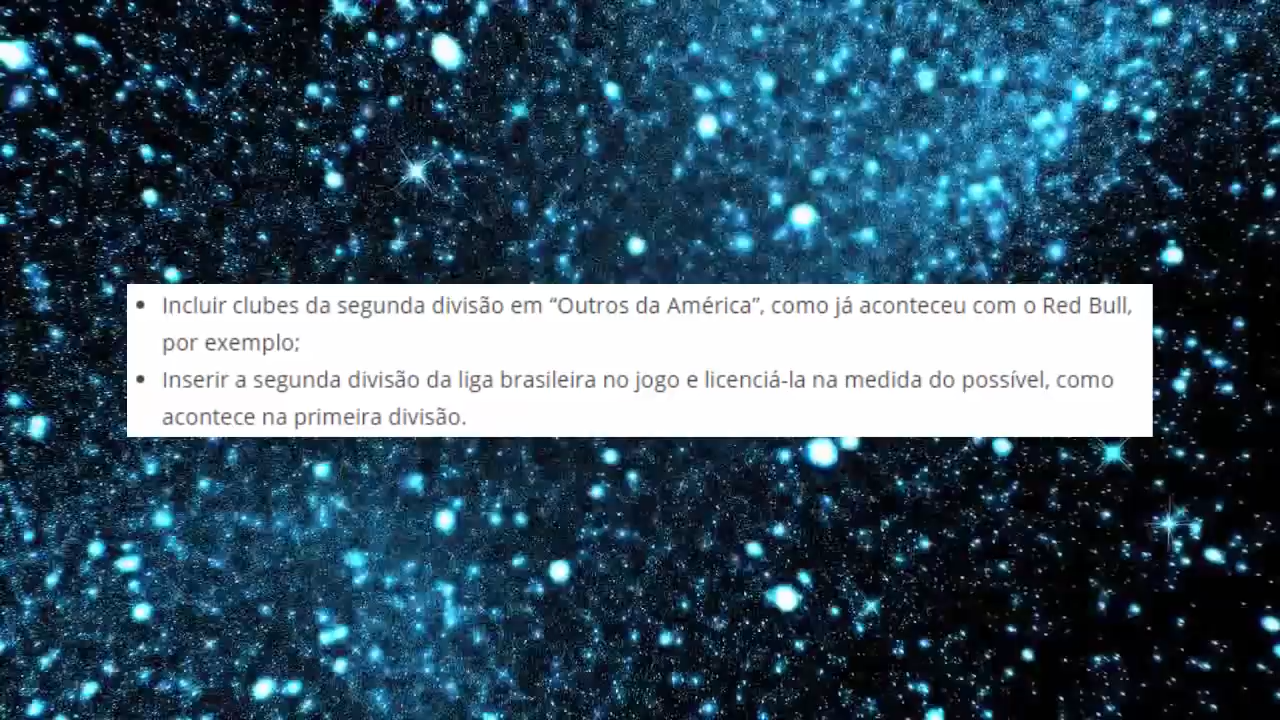 • Incluir clubes da segunda divisão em “Outros da América”, como já aconteceu com o Red Bull,
por exemplo;
• Inserir a segunda divisão da liga brasileira no jogo e licenciá-la na medida do possível, como
acontece na primeira divisão.